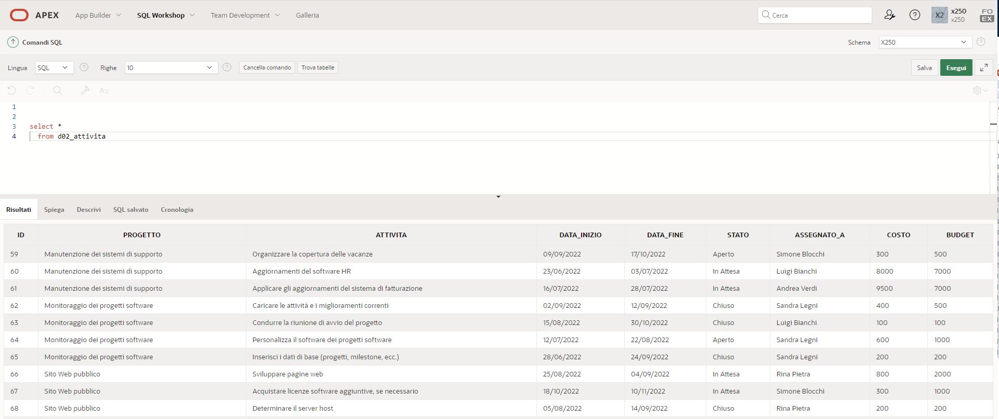 APEX App Builder SQL Workshop Team Development Galleria Cerca X2 x250 x250 FO EX
Comandi SQL Schema X250
Lingua SQL Righe 10 Cancella comando Trova tabelle Salva Esegui
1
2
3 select *
4 from d02_attivita
Risultati Spiega Descrivi SQL salvato Cronologia
ID PROGETTO ATTIVITA DATA_INIZIO DATA_FINE STATO ASSEGNATO_A COSTO BUDGET
59 Manutenzione dei sistemi di supporto Organizzare la copertura delle vacanze 09/09/2022 17/10/2022 Aperto Simone Blocchi 300 500
60 Manutenzione dei sistemi di supporto Aggiornamenti del software HR 23/06/2022 03/07/2022 In Attesa Luigi Bianchi 8000 7000
61 Manutenzione dei sistemi di supporto Applicare gli aggiornamenti del sistema di fatturazione 16/07/2022 28/07/2022 In Attesa Andrea Verdi 9500 7000
62 Monitoraggio dei progetti software Caricare le attività e i miglioramenti correnti 02/09/2022 12/09/2022 Chiuso Sandra Legni 400 500
63 Monitoraggio dei progetti software Condurre la riunione di avvio del progetto 15/08/2022 30/10/2022 Chiuso Luigi Bianchi 100 100
64 Monitoraggio dei progetti software Personalizza il software dei progetti software 12/07/2022 22/08/2022 Aperto Sandra Legni 600 1000
65 Monitoraggio dei progetti software Inserisci i dati di base (progetti, milestone, ecc.) 28/06/2022 24/09/2022 Chiuso Sandra Legni 200 200
66 Sito Web pubblico Sviluppare pagine web 25/08/2022 04/09/2022 In Attesa Rina Pietra 800 2000
67 Sito Web pubblico Acquistare licenze software aggiuntive, se necessario 18/10/2022 10/11/2022 In Attesa Simone Blocchi 300 1000
68 Sito Web pubblico Determinare il server host 05/08/2022 14/09/2022 Chiuso Rina Pietra 200 200